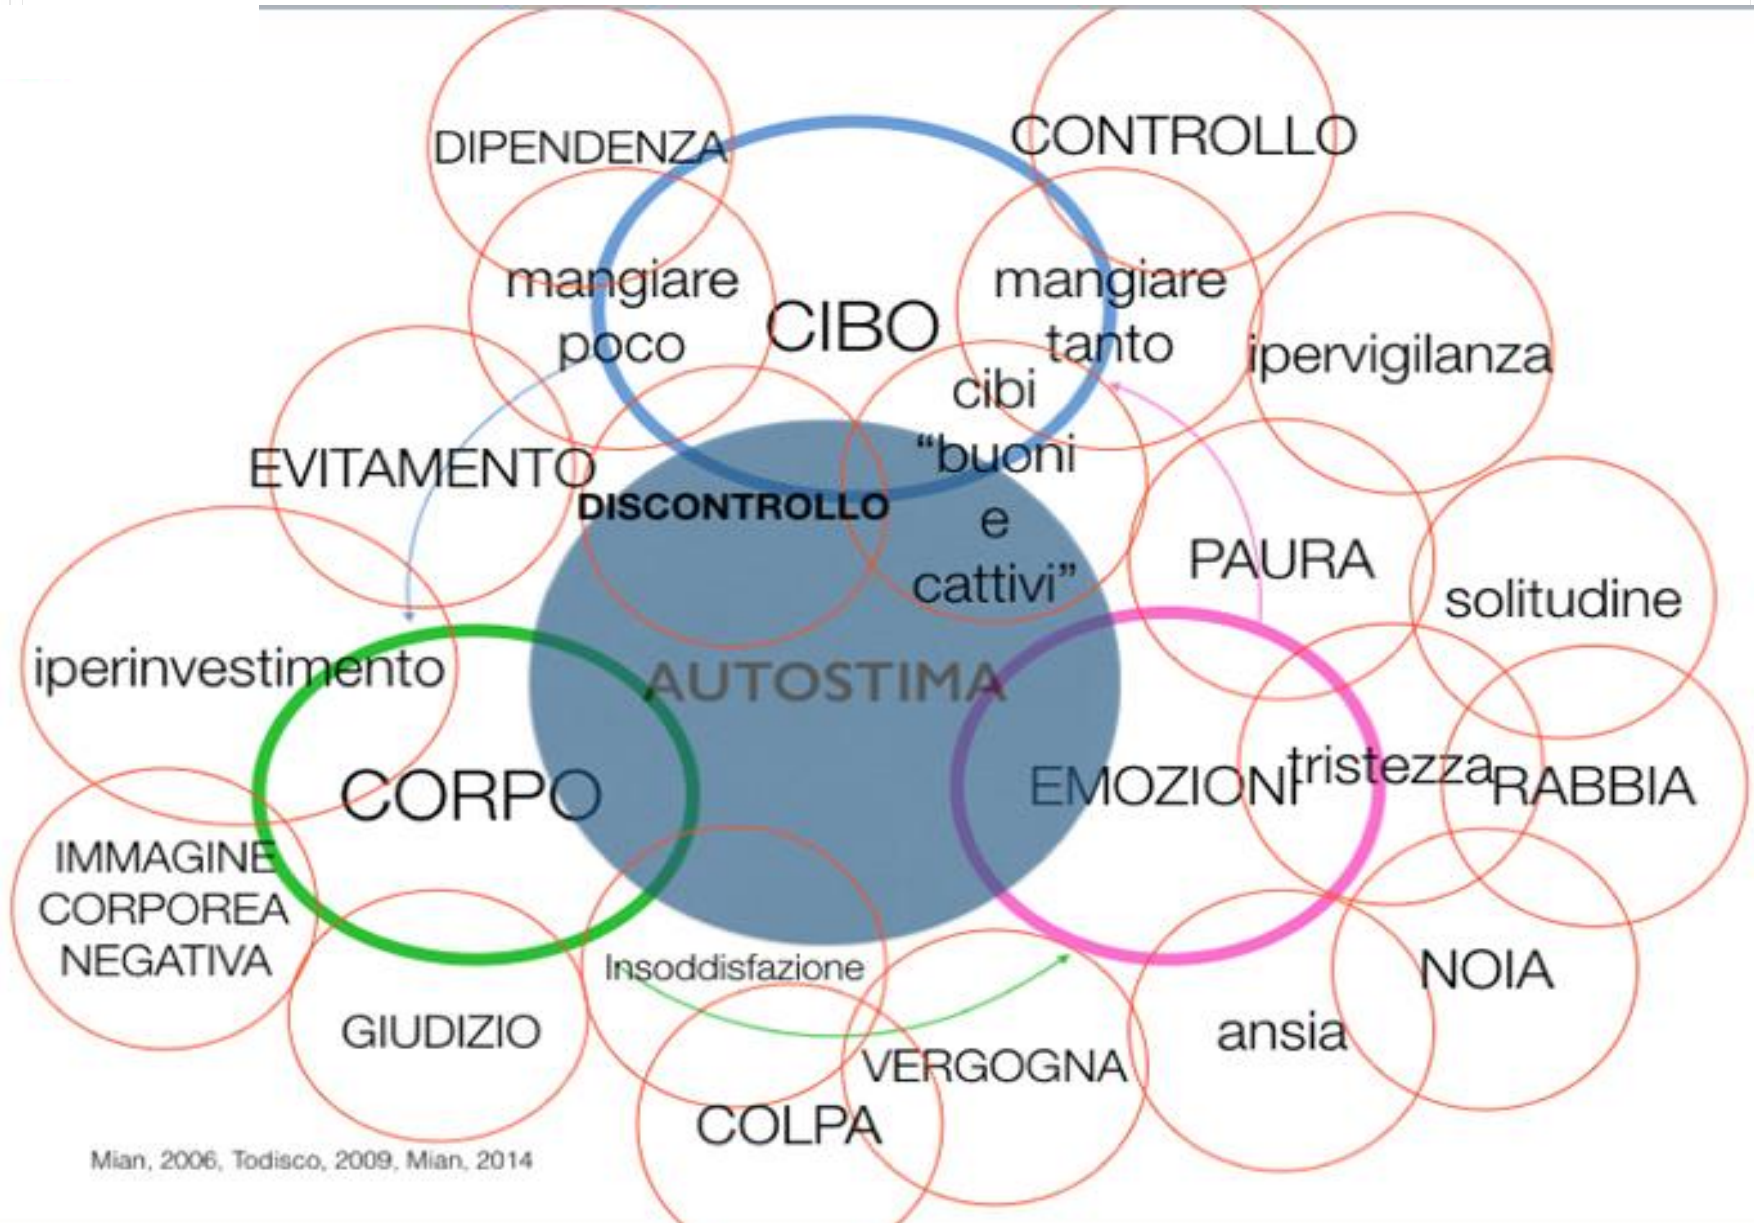 DIPENDENZA
CONTROLLO
mangiare
poco
CIBO
mangiare
tanto
ipervigilanza
cibi
“buoni
e
cattivi”
EVITAMENTO
DISCONTROLLO
PAURA
solitudine
iperinvestimento
AUTOSTIMA
CORPO
EMOZIONI
tristezza
RABBIA
IMMAGINE
CORPOREA
NEGATIVA
GIUDIZIO
Insoddisfazione
NOIA
ansia
VERGOGNA
COLPA
Mian, 2006, Todisco, 2009, Mian, 2014